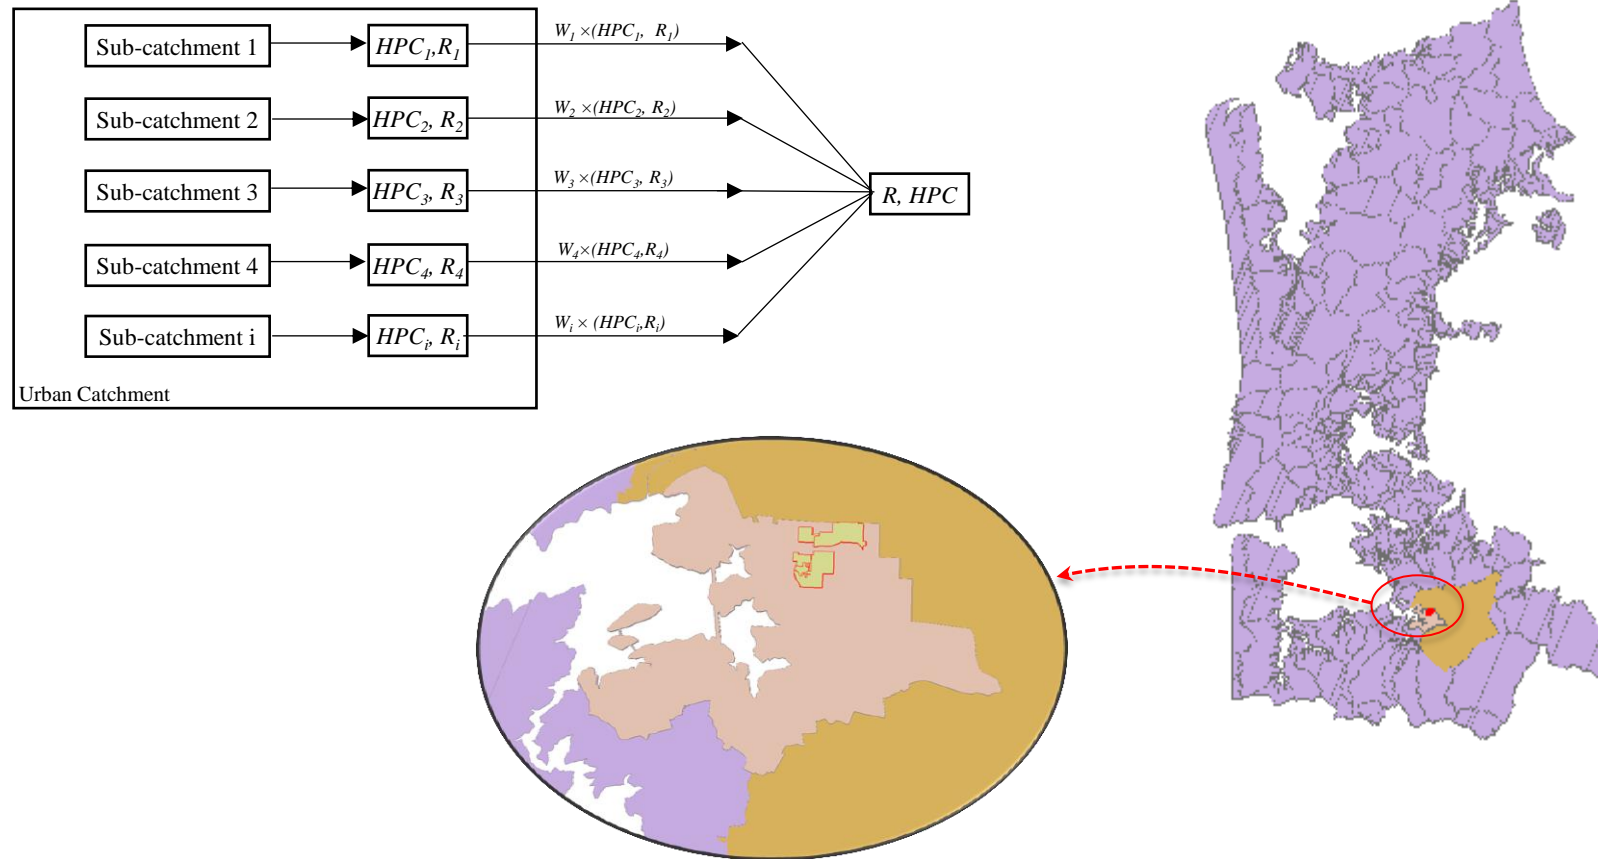 Sub-catchment 1
HPC₁,R₁
W₁ ×(HPC₁, R₁)
Sub-catchment 2
HPC₂, R₂
W₂ ×(HPC₂, R₂)
Sub-catchment 3
HPC₃, R₃
W₃ ×(HPC₃, R₃)
R, HPC
Sub-catchment 4
HPC₄, R₄
W₄×(HPC₄,R₄)
Sub-catchment i
HPCᵢ, Rᵢ
Wᵢ × (HPCᵢ,Rᵢ)
Urban Catchment